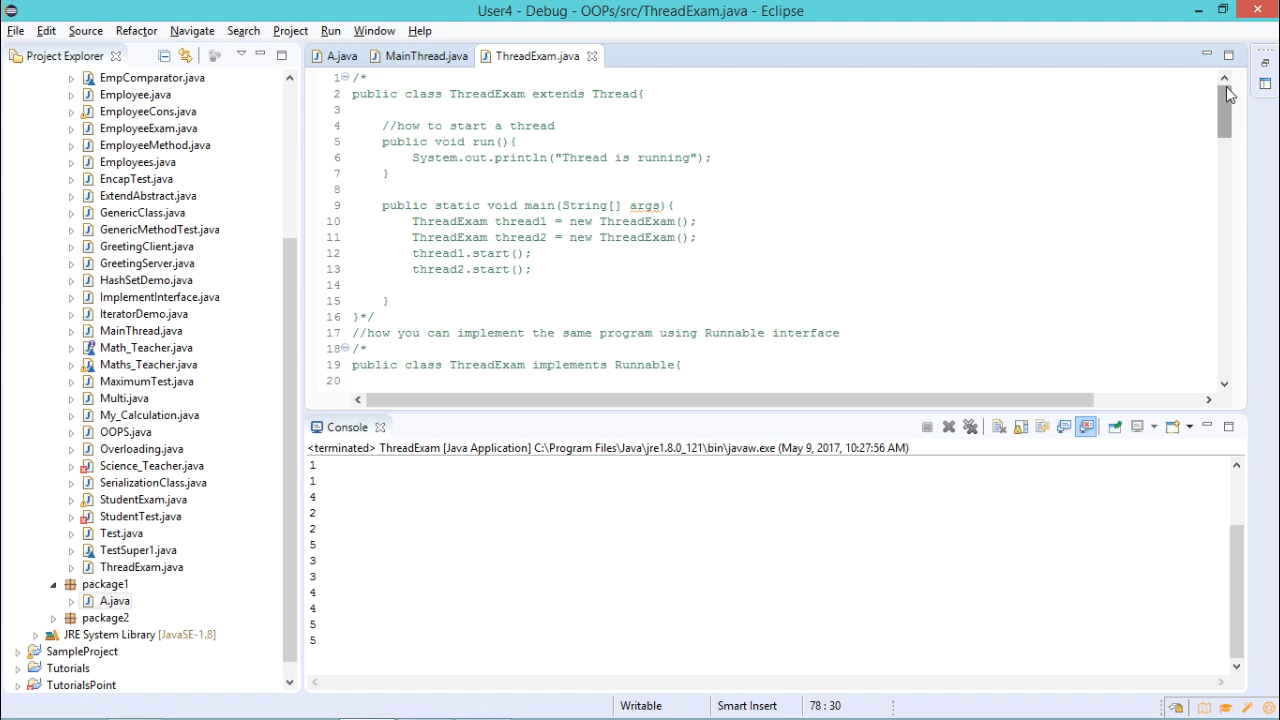 User4 - Debug - OOPs/src/ThreadExam.java - Eclipse
File Edit Source Refactor Navigate Search Project Run Window Help
Project Explorer
EmpComparator.java
Employee.java
EmployeeCons.java
EmployeeExam.java
EmployeeMethod.java
Employees.java
EncapTest.java
ExtendAbstract.java
GenericClass.java
GenericMethodTest.java
GreetingClient.java
GreetingServer.java
HashSetDemo.java
ImplementInterface.java
IteratorDemo.java
MainThread.java
Math_Teacher.java
Maths_Teacher.java
MaximumTest.java
Multi.java
My_Calculation.java
OOPS.java
Overloading.java
Science_Teacher.java
SerializationClass.java
StudentExam.java
StudentTest.java
Test.java
TestSuper1.java
ThreadExam.java
package1
A.java
package2
JRE System Library [JavaSE-1.8]
SampleProject
Tutorials
TutorialsPoint
A.java MainThread.java ThreadExam.java
1 /*
2 public class ThreadExam extends Thread{
3
4 //how to start a thread
5 public void run(){
6 System.out.println("Thread is running");
7 }
8
9 public static void main(String[] args){
10 ThreadExam thread1 = new ThreadExam();
11 ThreadExam thread2 = new ThreadExam();
12 thread1.start();
13 thread2.start();
14
15 }
16 }*/
17 //how you can implement the same program using Runnable interface
18 /*
19 public class ThreadExam implements Runnable{
20
Console
<terminated> ThreadExam [Java Application] C:\Program Files\Java\jre1.8.0_121\bin\javaw.exe (May 9, 2017, 10:27:56 AM)
1
1
4
2
2
5
3
3
4
4
5
5
Writable Smart Insert 78 : 30